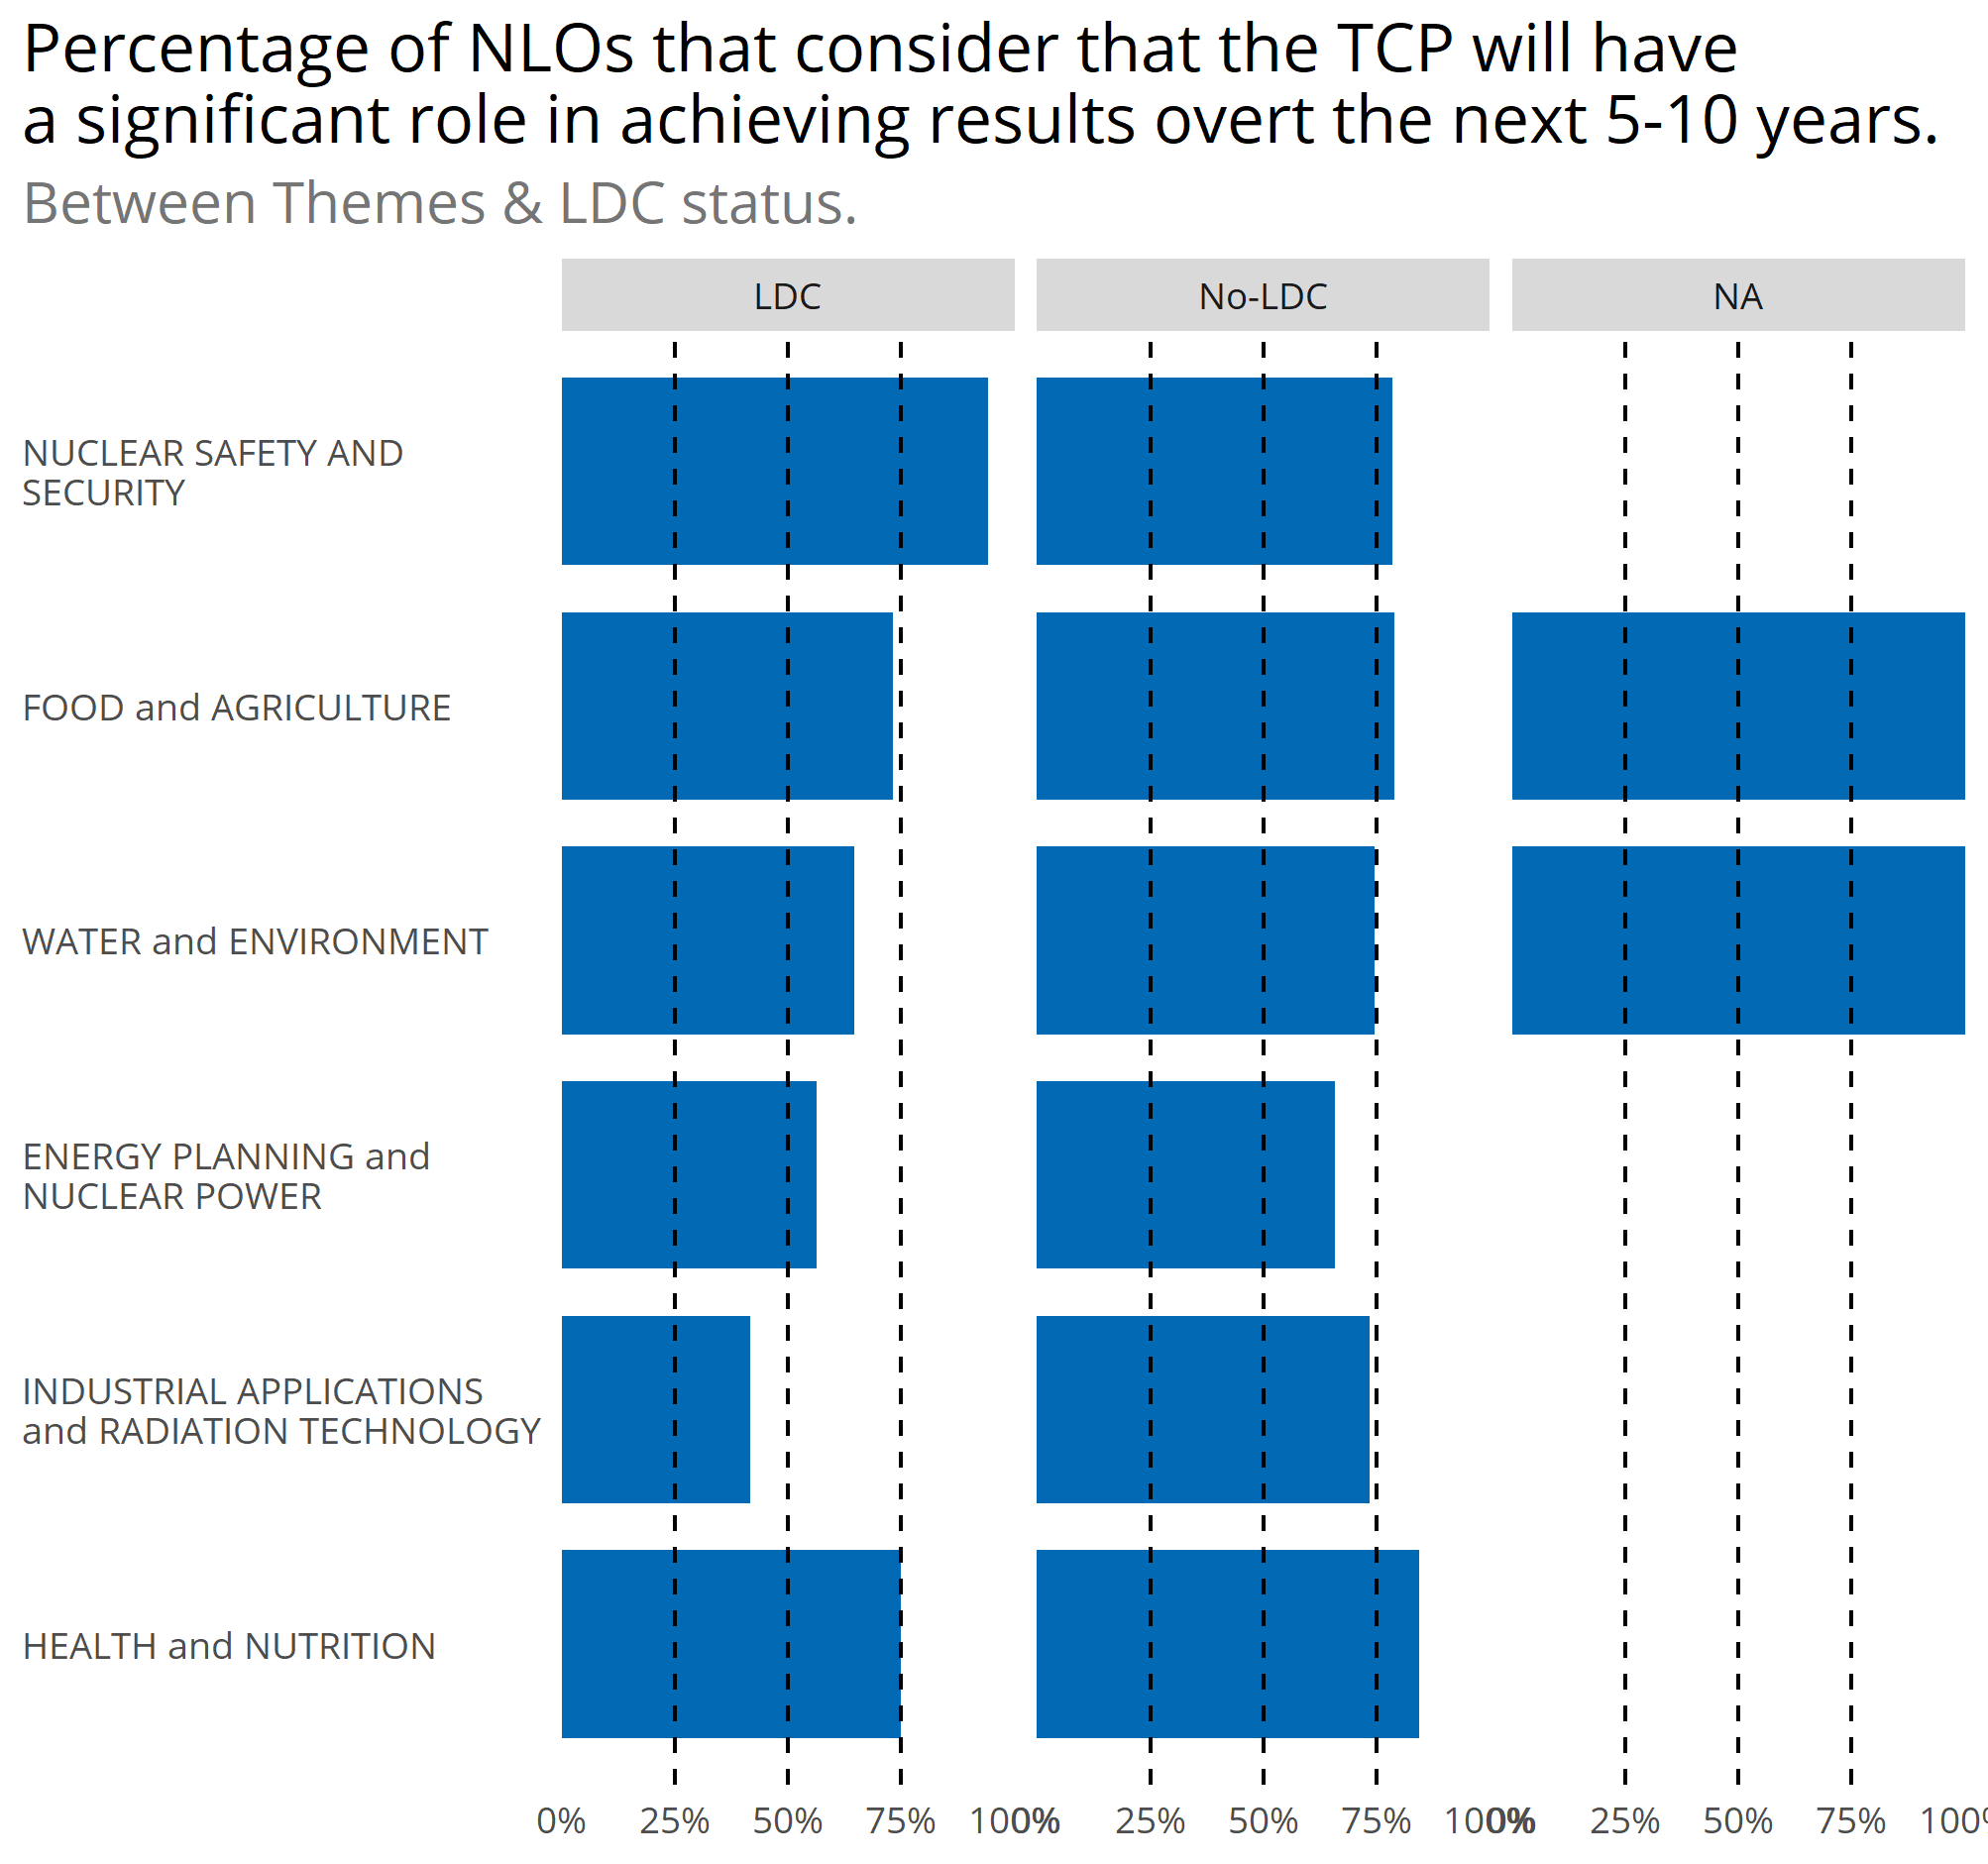 Percentage of NLOs that consider that the TCP will have
a significant role in achieving results overt the next 5-10 years.
Between Themes & LDC status.
LDC No-LDC NA
NUCLEAR SAFETY AND
SECURITY
FOOD and AGRICULTURE
WATER and ENVIRONMENT
ENERGY PLANNING and
NUCLEAR POWER
INDUSTRIAL APPLICATIONS
and RADIATION TECHNOLOGY
HEALTH and NUTRITION
0% 25% 50% 75% 100% 0% 25% 50% 75% 100% 0% 25% 50% 75% 100%